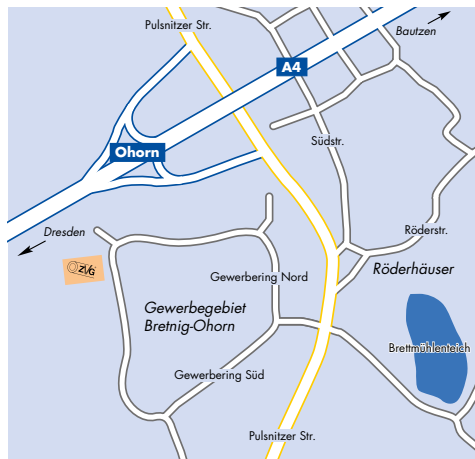 Pulsnitzer Str.
Bautzen
A4
Ohorn
Südstr.
Dresden
Röderstr.
ZVG
Gewerbering Nord
Röderhäuser
Gewerbegebiet
Bretnig-Ohorn
Brettmühlenteich
Gewerbering Süd
Pulsnitzer Str.